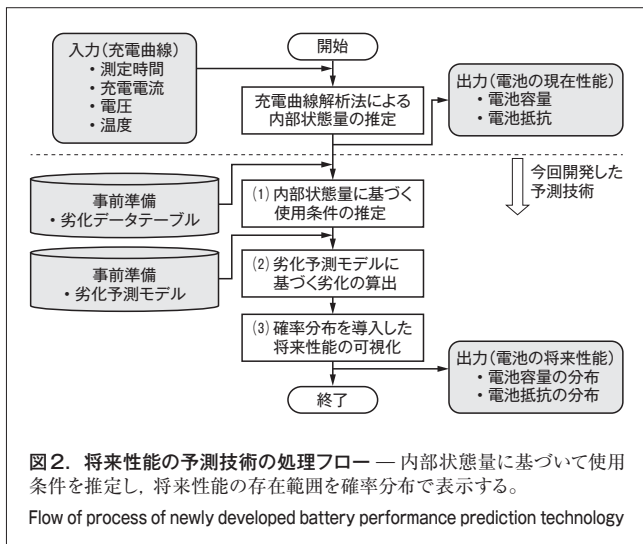 開始
入力(充電曲線)
・測定時間
・充電電流
・電圧
・温度
充電曲線解析法による
内部状態量の推定
出力(電池の現在性能)
・電池容量
・電池抵抗
今回開発した
予測技術
事前準備
・劣化データテーブル
(1) 内部状態量に基づく
使用条件の推定
事前準備
・劣化予測モデル
(2) 劣化予測モデルに
基づく劣化の算出
(3) 確率分布を導入した
将来性能の可視化
出力(電池の将来性能)
・電池容量の分布
・電池抵抗の分布
終了
図2. 将来性能の予測技術の処理フロー — 内部状態量に基づいて使用
条件を推定し，将来性能の存在範囲を確率分布で表示する。
Flow of process of newly developed battery performance prediction technology